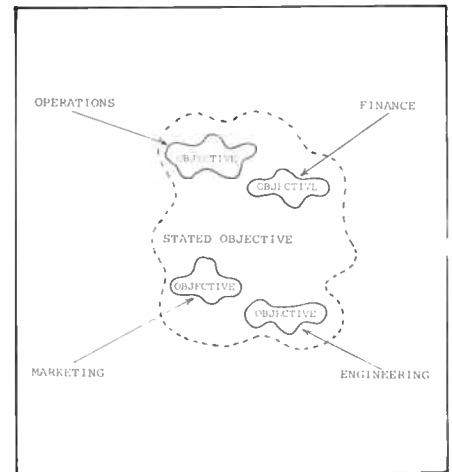 OPERATIONS
FINANCE
OBJECTIVE
OBJECTIVE
STATED OBJECTIVE
OBJECTIVE
OBJECTIVE
MARKETING
ENGINEERING